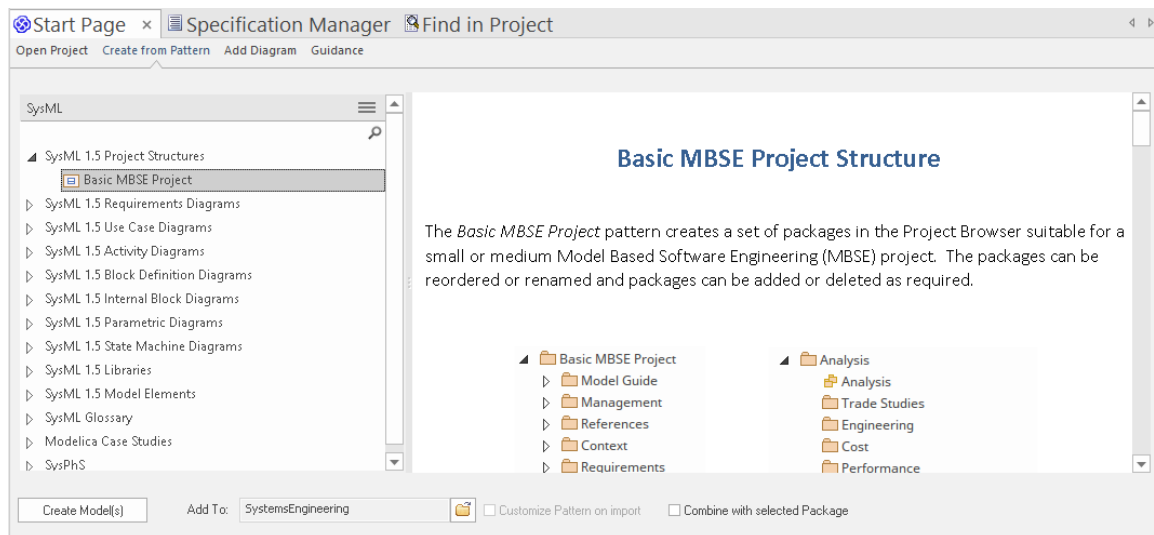 Start Page × Specification Manager Find in Project
Open Project Create from Pattern Add Diagram Guidance
SysML
SysML 1.5 Project Structures
Basic MBSE Project
SysML 1.5 Requirements Diagrams
SysML 1.5 Use Case Diagrams
SysML 1.5 Activity Diagrams
SysML 1.5 Block Definition Diagrams
SysML 1.5 Internal Block Diagrams
SysML 1.5 Parametric Diagrams
SysML 1.5 State Machine Diagrams
SysML 1.5 Libraries
SysML 1.5 Model Elements
SysML Glossary
Modelica Case Studies
SysPhS
Basic MBSE Project Structure
The Basic MBSE Project pattern creates a set of packages in the Project Browser suitable for a
small or medium Model Based Software Engineering (MBSE) project. The packages can be
reordered or renamed and packages can be added or deleted as required.
Basic MBSE Project
Model Guide
Management
References
Context
Requirements
Analysis
Analysis
Trade Studies
Engineering
Cost
Performance
Create Model(s) Add To: SystemsEngineering Customize Pattern on import Combine with selected Package